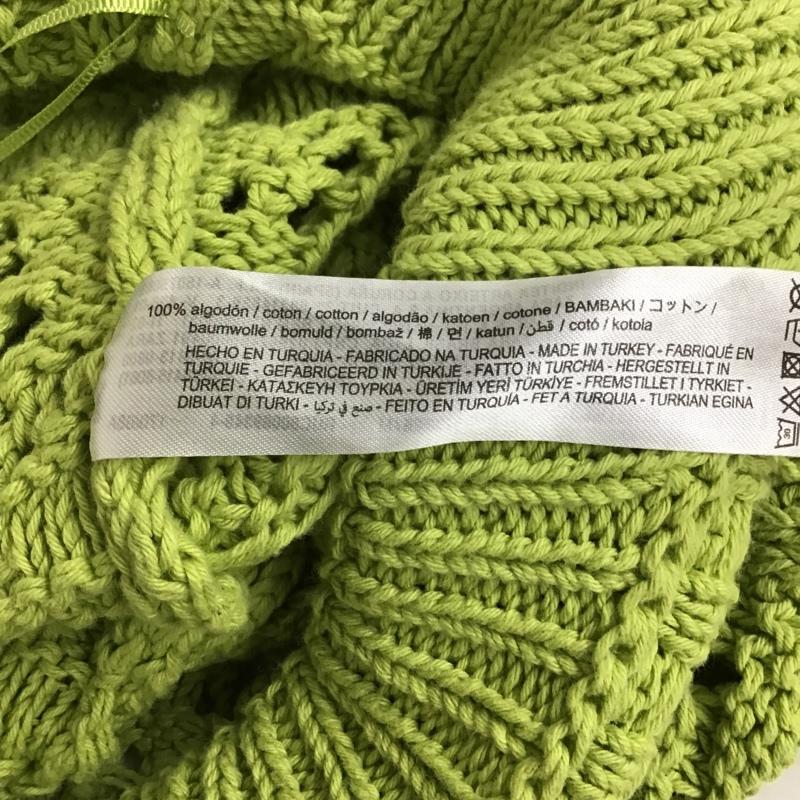 100% algodón / coton / cotton / algodão / katoen / cotone / BAMBAKI / コットン /
baumwolle / bomuld / bombaž / 棉 / 면 / katun / قطن / cotó / kotoia
HECHO EN TURQUIA - FABRICADO NA TURQUIA - MADE IN TURKEY - FABRIQUÉ EN
TURQUIE - GEFABRICEERD IN TURKIJE - FATTO IN TURCHIA - HERGESTELLT IN
TÜRKEI - ΚΑΤΑΣΚΕΥΗ ΤΟΥΡΚΙΑ - ÜRETİM YERİ TÜRKİYE - FREMSTILLET I TYRKIET -
DIBUAT DI TURKI - صنع في تركيا - FEITO EN TURQUÍA - FET A TURQUIA - TURKIAN EGINA
30